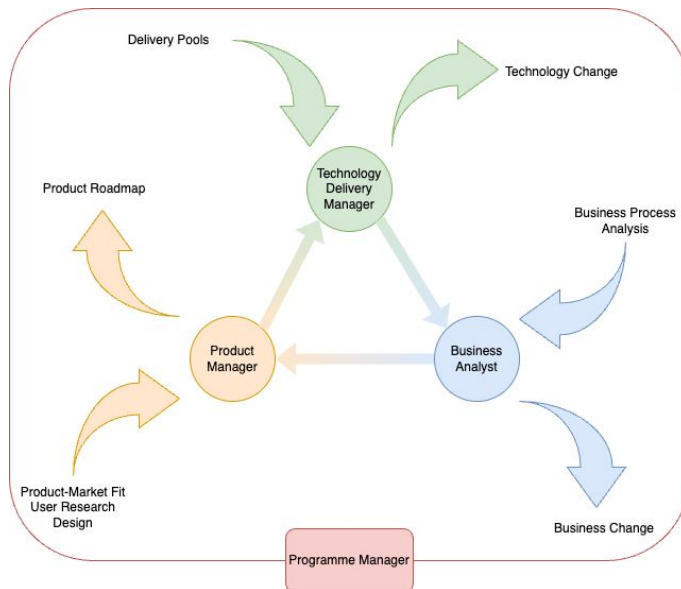 Delivery Pools
Technology Change
Technology
Delivery
Manager
Product Roadmap
Business Process
Analysis
Product
Manager
Business
Analyst
Product-Market Fit
User Research
Design
Business Change
Programme Manager